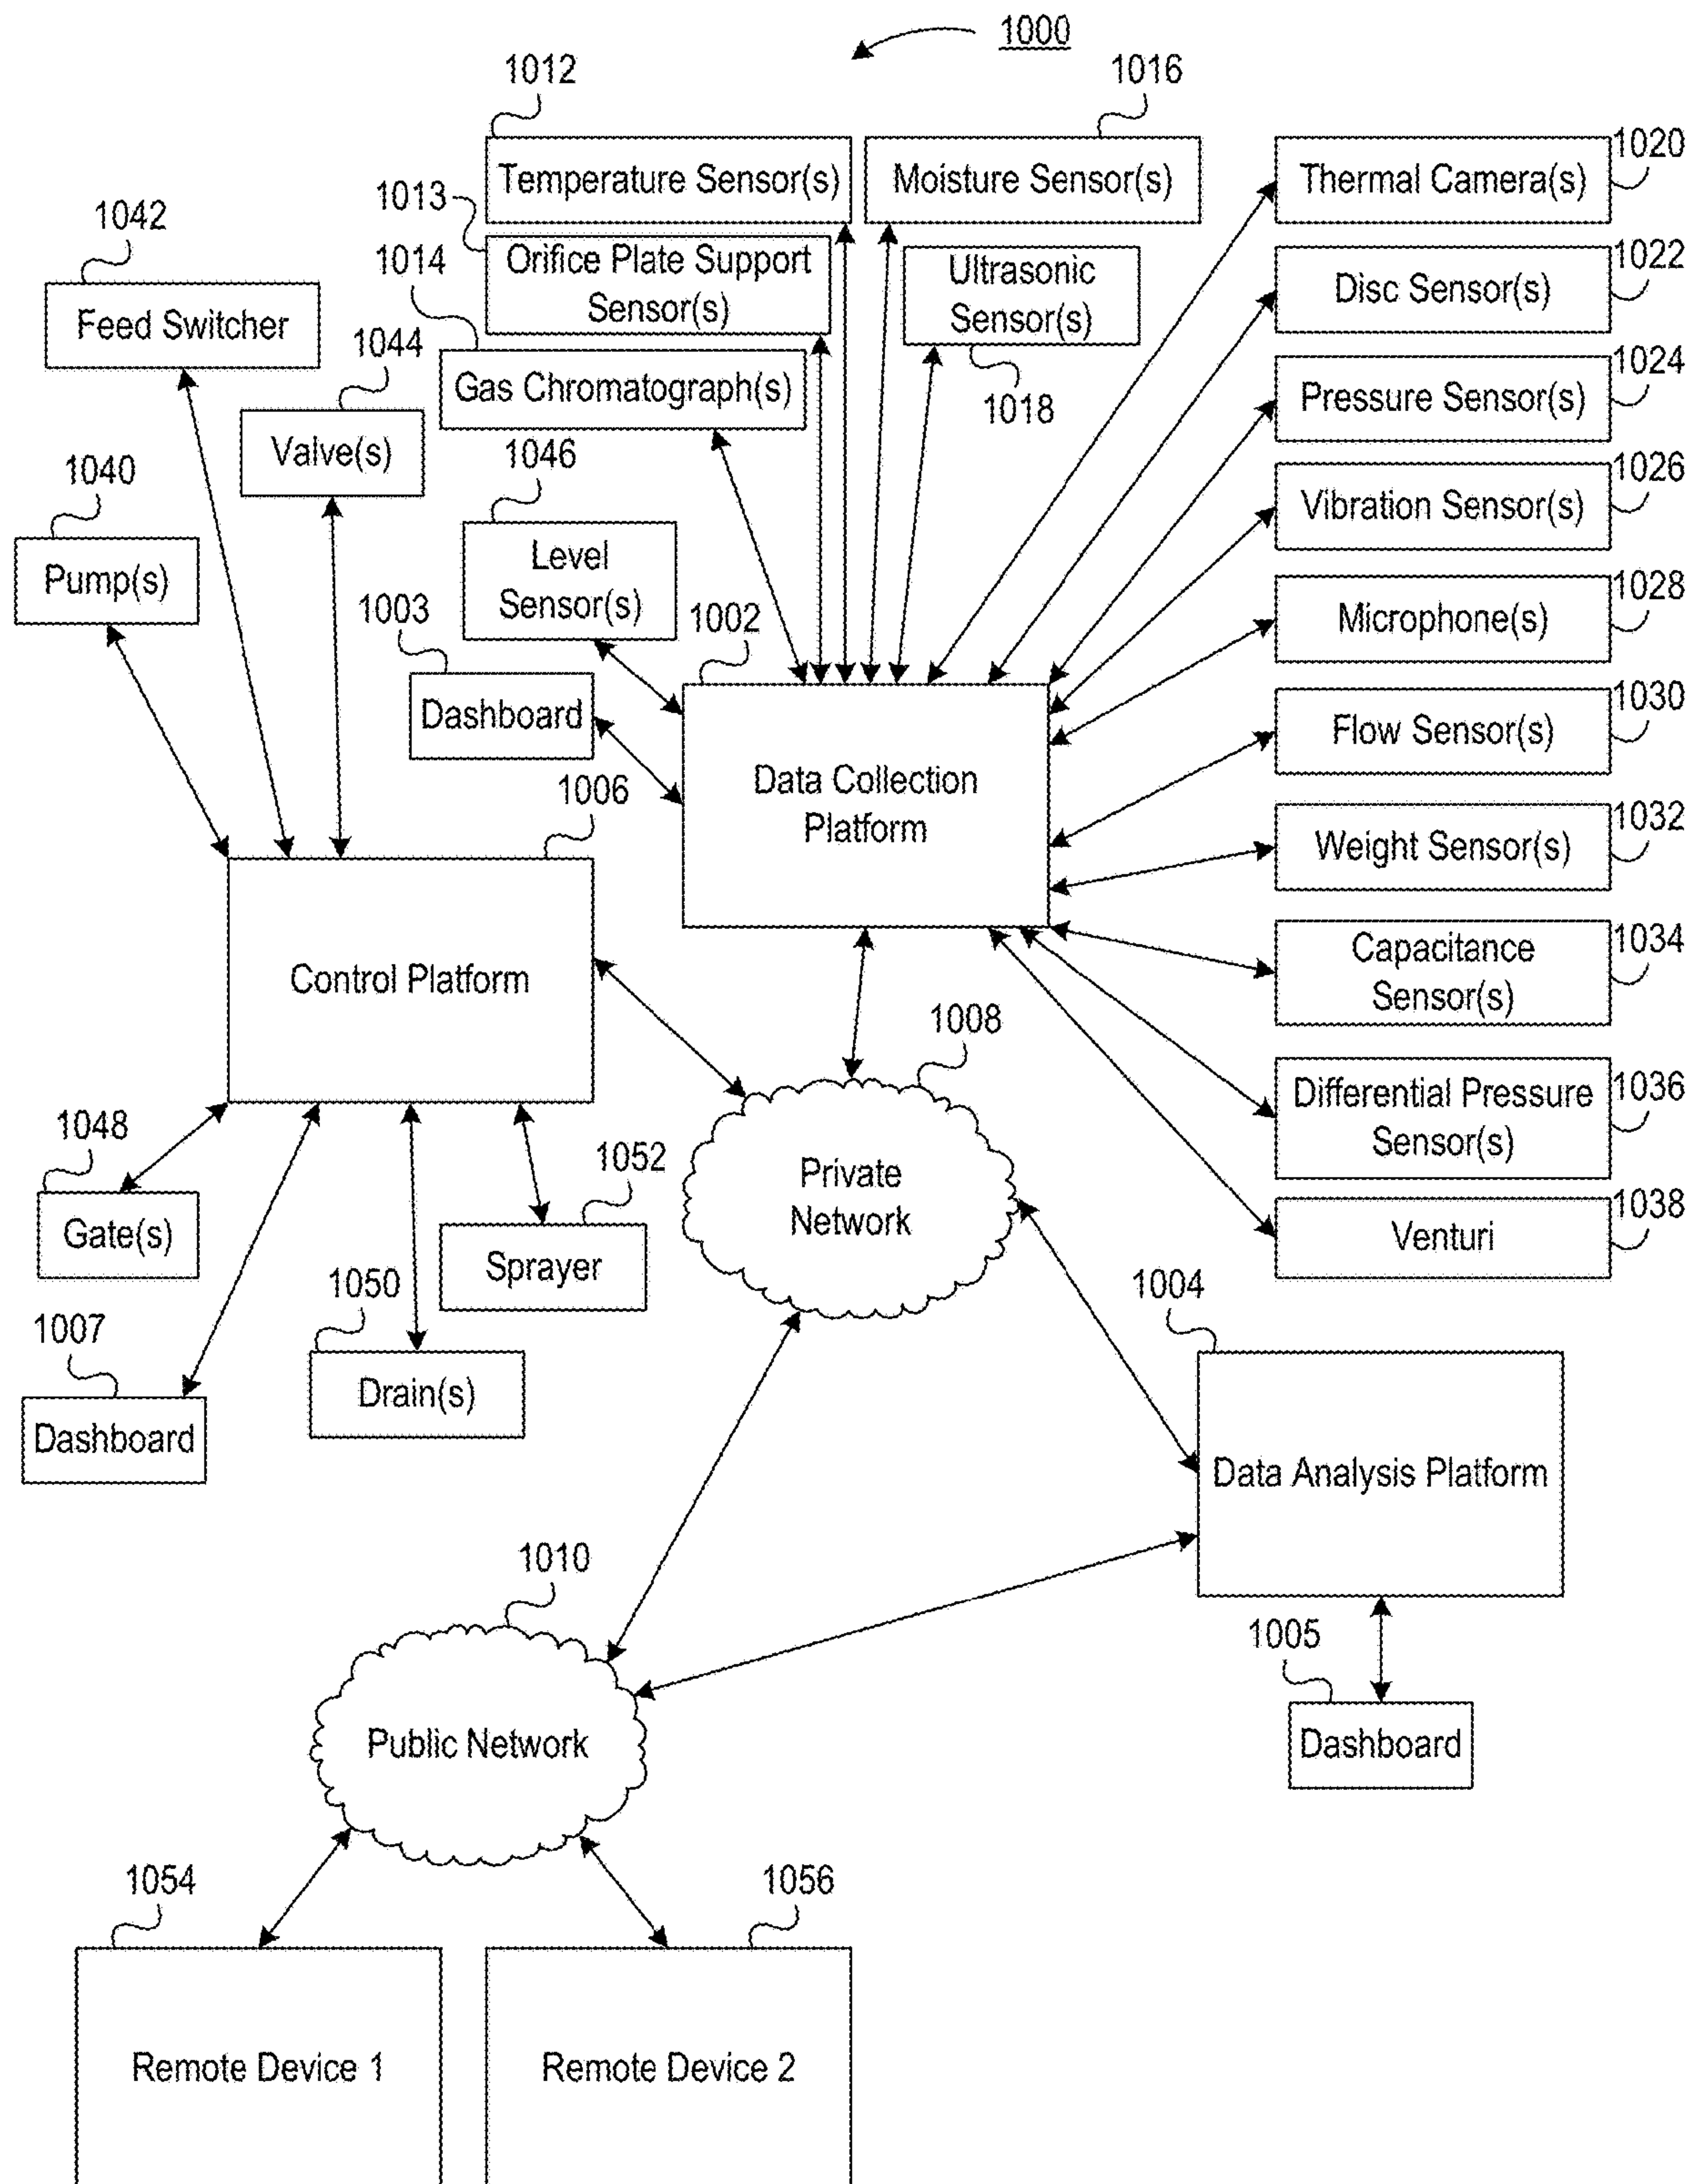 1000
1012
1016
Temperature Sensor(s)
Moisture Sensor(s)
Thermal Camera(s)
1020
1013
1042
Orifice Plate Support
Sensor(s)
Ultrasonic
Sensor(s)
1018
Disc Sensor(s)
1022
1014
Feed Switcher
1044
Gas Chromatograph(s)
Pressure Sensor(s)
1024
1040
Valve(s)
1046
Vibration Sensor(s)
1026
Pump(s)
Level
Sensor(s)
1003
1002
Microphone(s)
1028
Dashboard
Flow Sensor(s)
1030
1006
Data Collection
Platform
Weight Sensor(s)
1032
Control Platform
Capacitance
Sensor(s)
1034
1008
Differential Pressure
Sensor(s)
1036
1048
1052
Private
Network
Gate(s)
Sprayer
Venturi
1038
1050
1004
1007
Drain(s)
Dashboard
Data Analysis Platform
1010
1005
Public Network
Dashboard
1054
1056
Remote Device 1
Remote Device 2